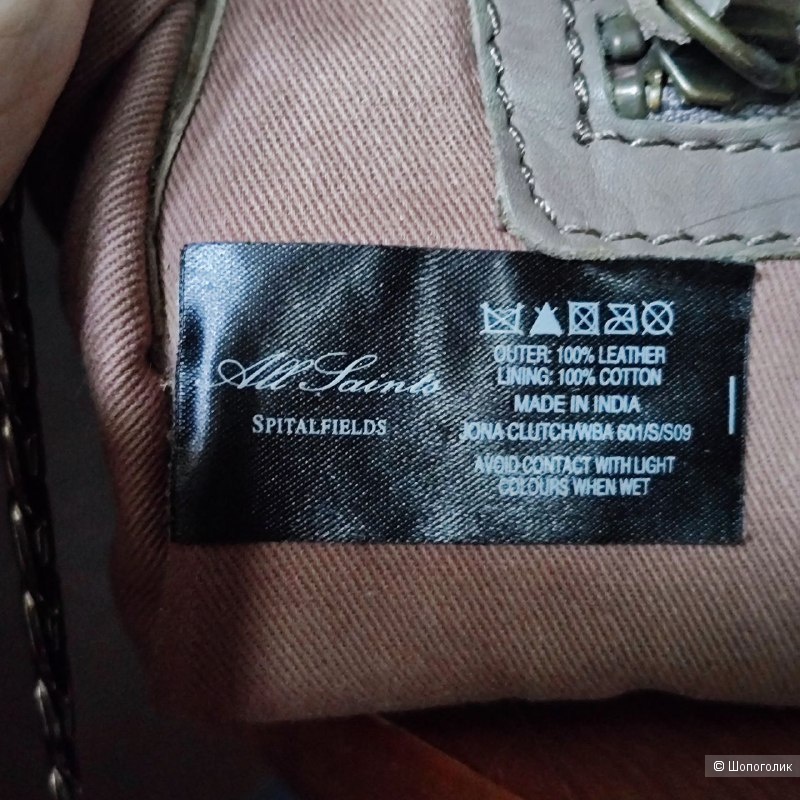 All Saints
SPITALFIELDS
OUTER: 100% LEATHER
LINING: 100% COTTON
MADE IN INDIA
JONA CLUTCH/WBA 601/S/S09
AVOID CONTACT WITH LIGHT
COLOURS WHEN WET
© Шопоголик